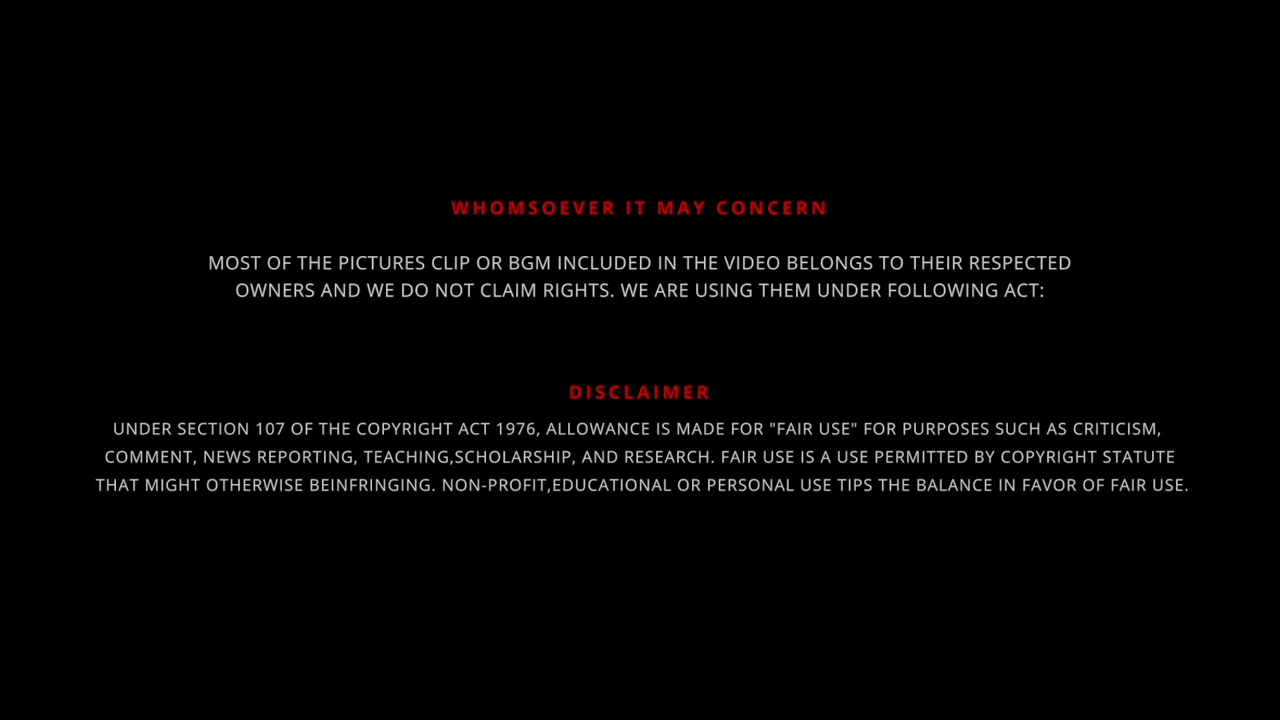 WHOMSOEVER IT MAY CONCERN
MOST OF THE PICTURES CLIP OR BGM INCLUDED IN THE VIDEO BELONGS TO THEIR RESPECTED
OWNERS AND WE DO NOT CLAIM RIGHTS. WE ARE USING THEM UNDER FOLLOWING ACT:
DISCLAIMER
UNDER SECTION 107 OF THE COPYRIGHT ACT 1976, ALLOWANCE IS MADE FOR "FAIR USE" FOR PURPOSES SUCH AS CRITICISM,
COMMENT, NEWS REPORTING, TEACHING,SCHOLARSHIP, AND RESEARCH. FAIR USE IS A USE PERMITTED BY COPYRIGHT STATUTE
THAT MIGHT OTHERWISE BEINFRINGING. NON-PROFIT,EDUCATIONAL OR PERSONAL USE TIPS THE BALANCE IN FAVOR OF FAIR USE.